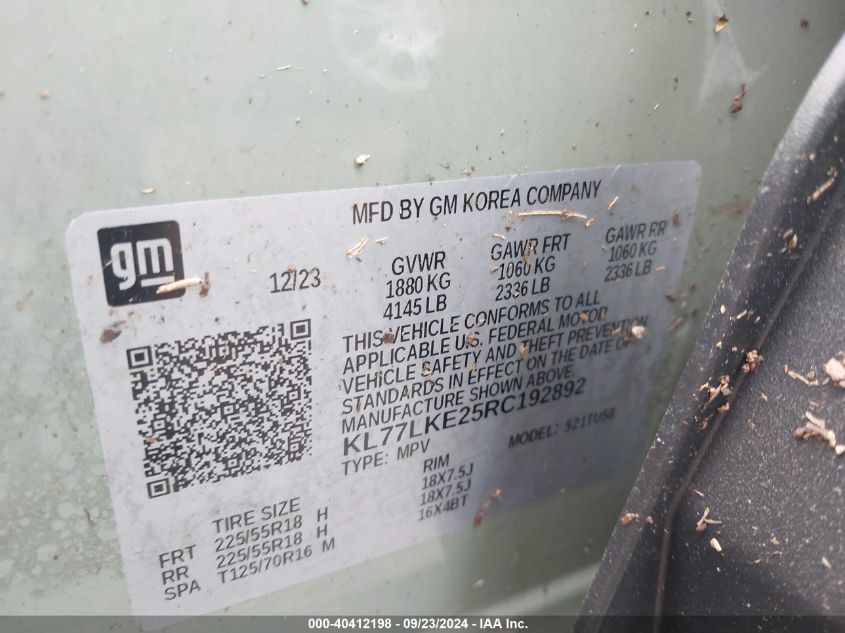 MFD BY GM KOREA COMPANY
gm
12/23
GVWR GAWR FRT GAWR RR
1880 KG 1060 KG 1060 KG
4145 LB 2336 LB 2336 LB
THIS VEHICLE CONFORMS TO ALL
APPLICABLE U.S. FEDERAL MOTOR
VEHICLE SAFETY AND THEFT PREVENTION
STANDARDS IN EFFECT ON THE DATE OF
MANUFACTURE SHOWN ABOVE.
KL77LKE25RC192892
TYPE: MPV MODEL: 521TU58
TIRE SIZE RIM
FRT 225/55R18 H 18X7.5J
RR 225/55R18 H 18X7.5J
SPA T125/70R16 M 16X4BT
000-40412198 - 09/23/2024 - IAA Inc.